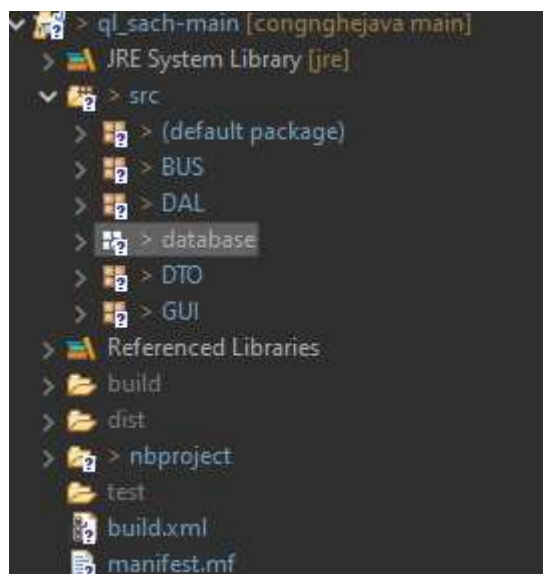 > ql_sach-main [congnghejava main]
JRE System Library [jre]
> src
> (default package)
> BUS
> DAL
> database
> DTO
> GUI
Referenced Libraries
build
dist
> nbproject
test
build.xml
manifest.mf